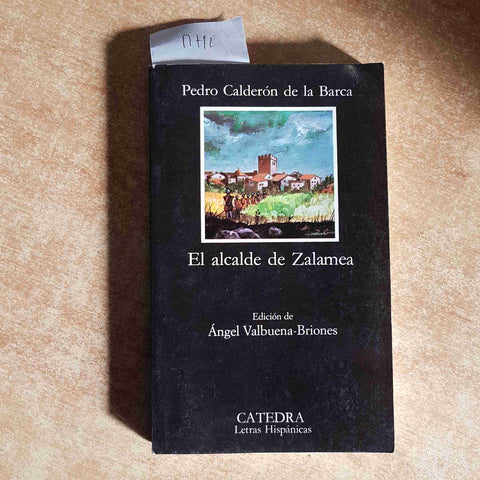 Pedro Calderón de la Barca
El alcalde de Zalamea
Edición de
Ángel Valbuena-Briones
CATEDRA
Letras Hispánicas